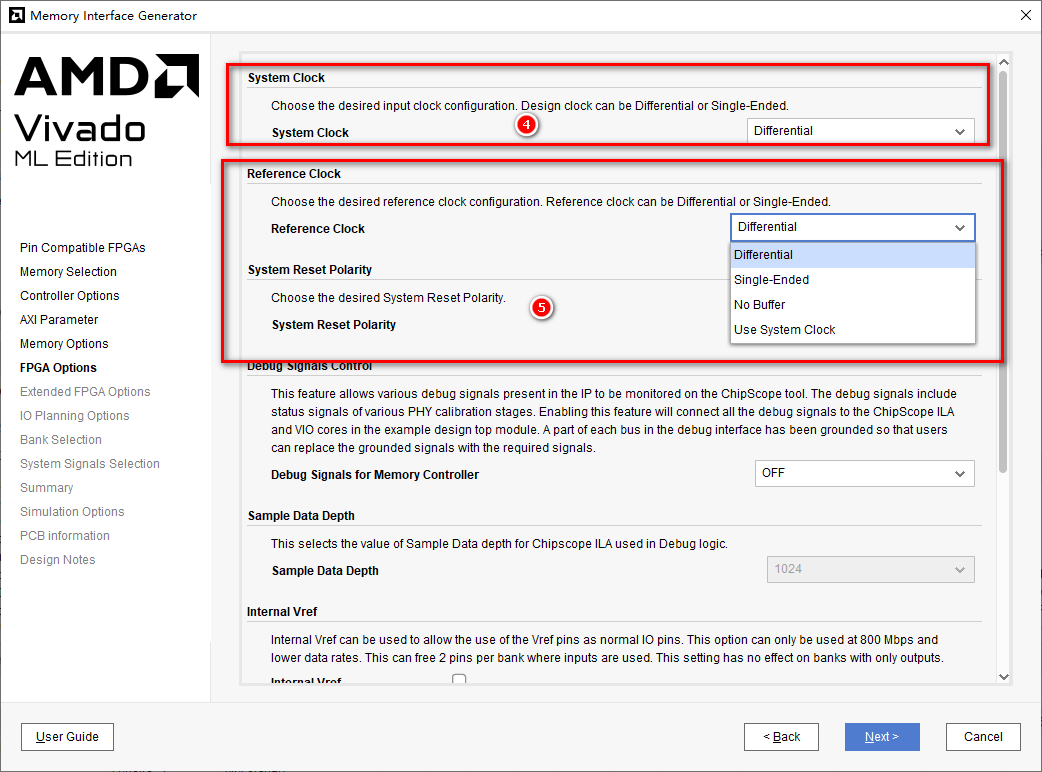 Memory Interface Generator
AMD
Vivado
ML Edition
Pin Compatible FPGAs
Memory Selection
Controller Options
AXI Parameter
Memory Options
FPGA Options
Extended FPGA Options
IO Planning Options
Bank Selection
System Signals Selection
Summary
Simulation Options
PCB information
Design Notes
System Clock
Choose the desired input clock configuration. Design clock can be Differential or Single-Ended.
System Clock
4
Differential
Reference Clock
Choose the desired reference clock configuration. Reference clock can be Differential or Single-Ended.
Reference Clock
Differential
Differential
Single-Ended
No Buffer
Use System Clock
System Reset Polarity
Choose the desired System Reset Polarity.
5
System Reset Polarity
Debug Signals Control
This feature allows various debug signals present in the IP to be monitored on the ChipScope tool. The debug signals include
status signals of various PHY calibration stages. Enabling this feature will connect all the debug signals to the ChipScope ILA
and VIO cores in the example design top module. A part of each bus in the debug interface has been grounded so that users
can replace the grounded signals with the required signals.
Debug Signals for Memory Controller
OFF
Sample Data Depth
This selects the value of Sample Data depth for Chipscope ILA used in Debug logic.
Sample Data Depth
1024
Internal Vref
Internal Vref can be used to allow the use of the Vref pins as normal IO pins. This option can only be used at 800 Mbps and
lower data rates. This can free 2 pins per bank where inputs are used. This setting has no effect on banks with only outputs.
Internal Vref
User Guide
< Back
Next >
Cancel